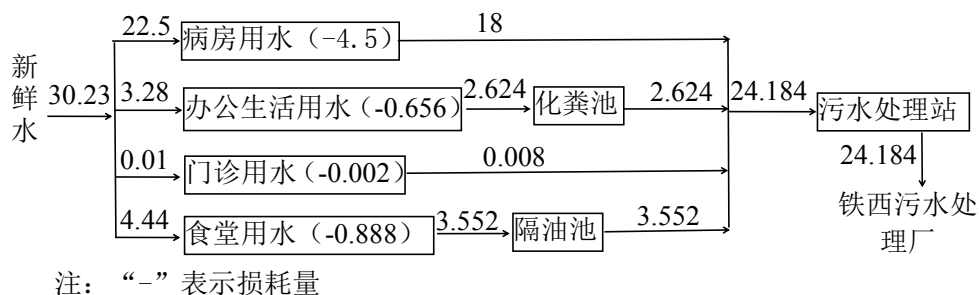 新鲜水
30.23
22.5
病房用水（-4.5）
18
3.28
办公生活用水（-0.656）
2.624
化粪池
2.624
24.184
污水处理站
0.01
门诊用水（-0.002）
0.008
24.184
4.44
食堂用水（-0.888）
3.552
隔油池
3.552
铁西污水处
理厂
注：“-”表示损耗量